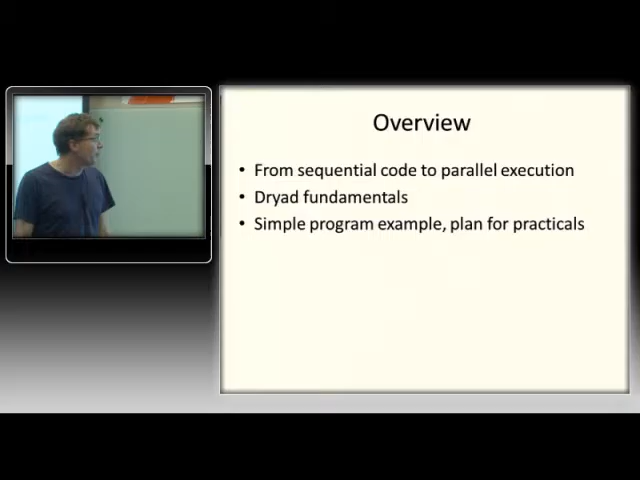 Overview
• From sequential code to parallel execution
• Dryad fundamentals
• Simple program example, plan for practicals